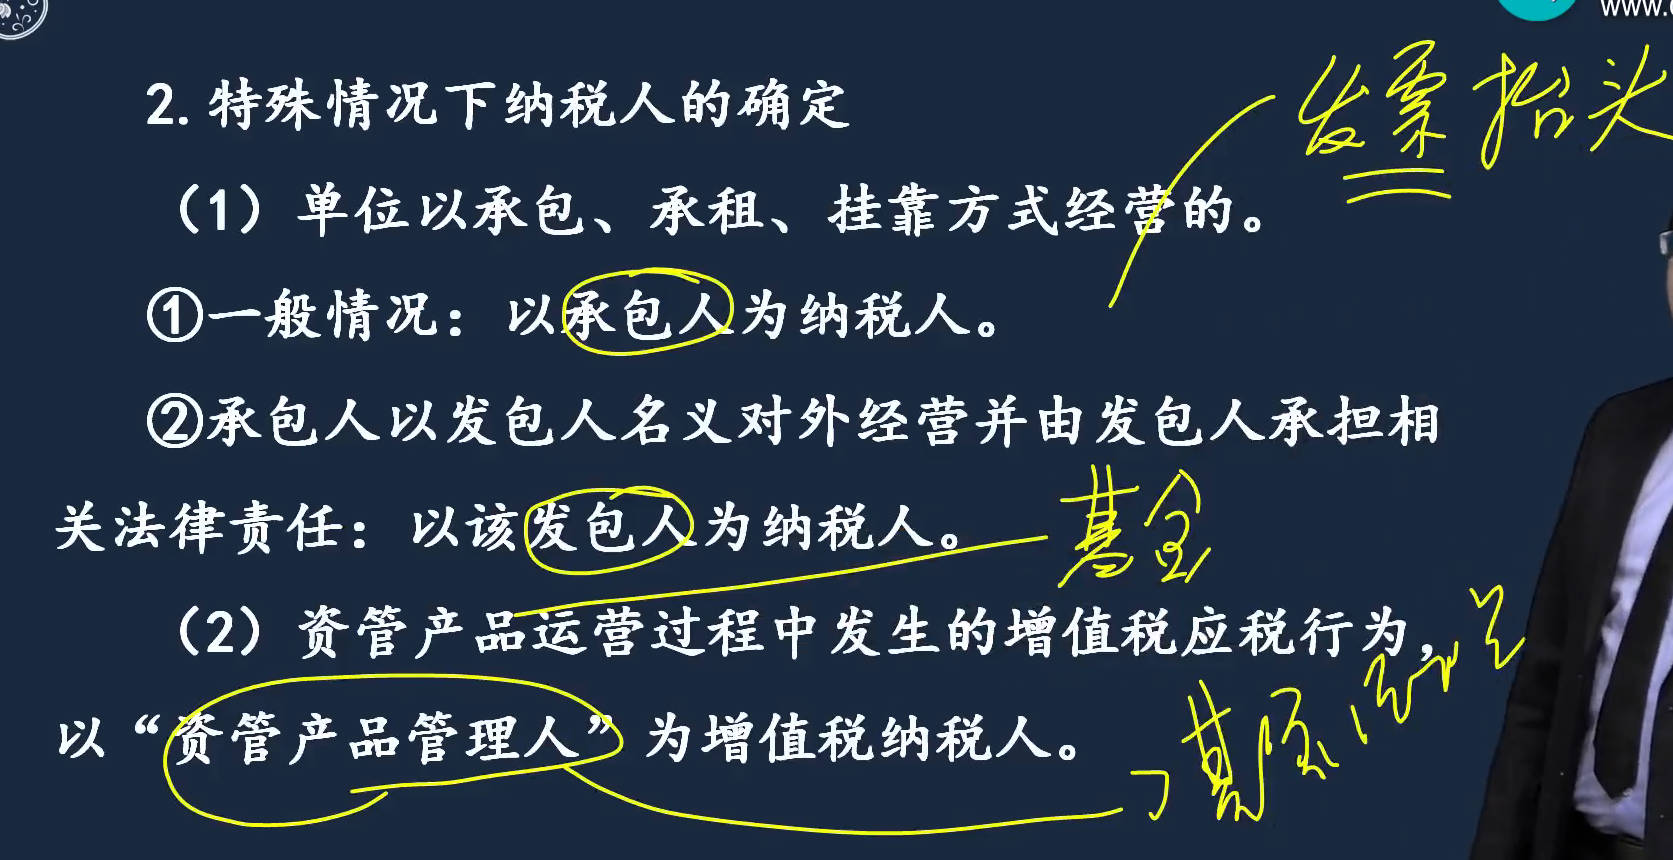 www.
发票抬头
2.特殊情况下纳税人的确定
（1）单位以承包、承租、挂靠方式经营的。
①一般情况：以承包人为纳税人。
②承包人以发包人名义对外经营并由发包人承担相
关法律责任：以该发包人为纳税人。
基金
（2）资管产品运营过程中发生的增值税应税行为，
以“资管产品管理人”为增值税纳税人。